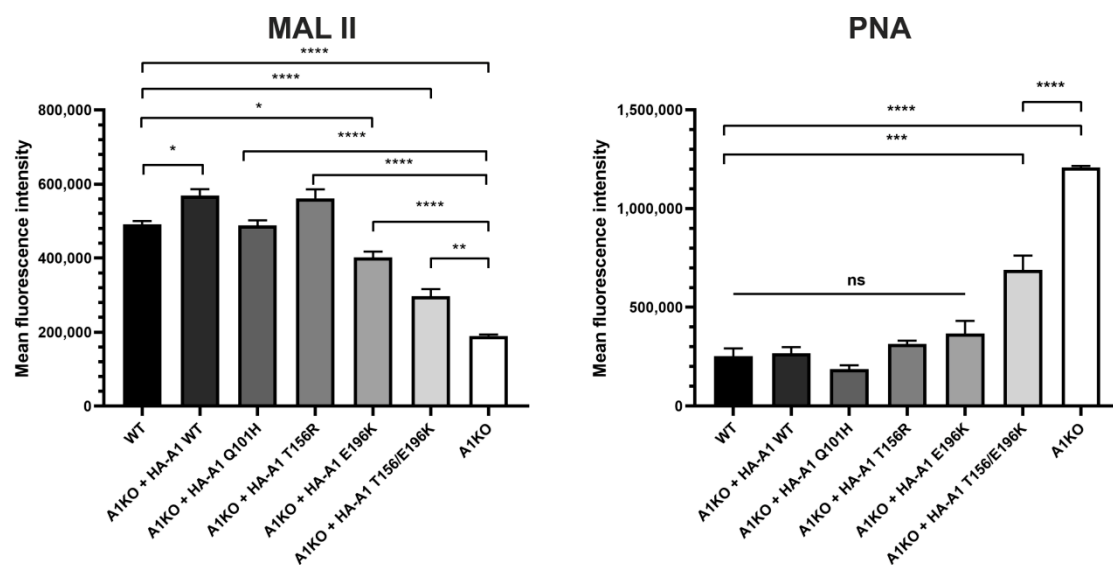 MAL II
****
****
*
****
*
****
****
**
Mean fluorescence intensity
800,000
600,000
400,000
200,000
0
WT
A1KO + HA-A1 WT
A1KO + HA-A1 Q101H
A1KO + HA-A1 T156R
A1KO + HA-A1 E196K
A1KO + HA-A1 T156/E196K
A1KO
PNA
****
****
***
ns
Mean fluorescence intensity
1,500,000
1,000,000
500,000
0
WT
A1KO + HA-A1 WT
A1KO + HA-A1 Q101H
A1KO + HA-A1 T156R
A1KO + HA-A1 E196K
A1KO + HA-A1 T156/E196K
A1KO